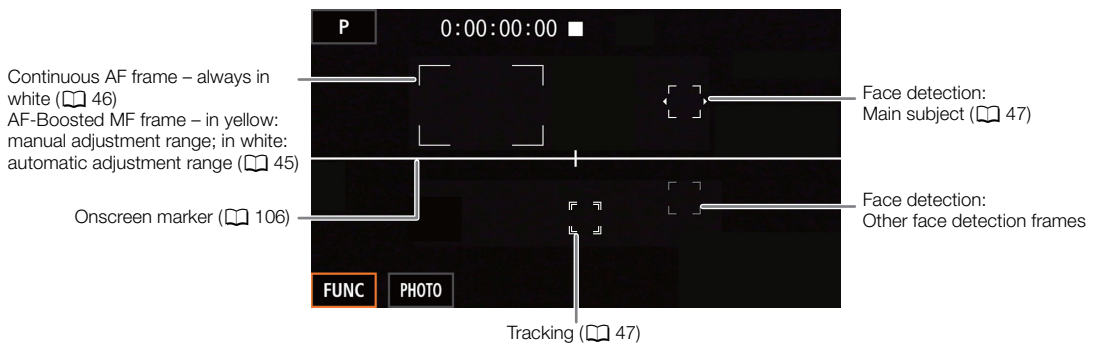 P
0:00:00:00
Continuous AF frame – always in
white (46)
AF-Boosted MF frame – in yellow:
manual adjustment range; in white:
automatic adjustment range (45)
Face detection:
Main subject (47)
Onscreen marker (106)
Face detection:
Other face detection frames
FUNC
PHOTO
Tracking (47)